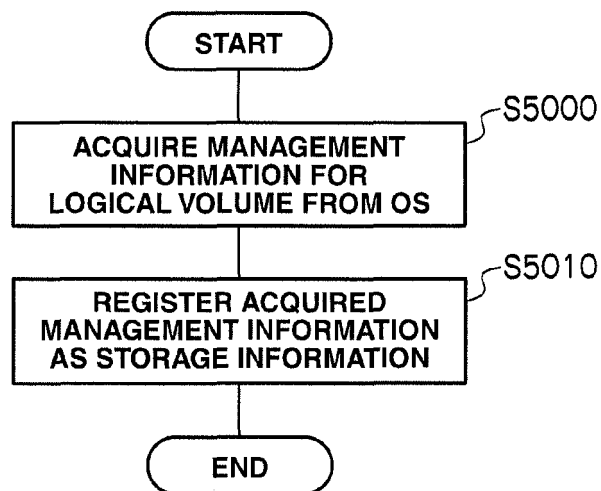 START
S5000
ACQUIRE MANAGEMENT
INFORMATION FOR
LOGICAL VOLUME FROM OS
S5010
REGISTER ACQUIRED
MANAGEMENT INFORMATION
AS STORAGE INFORMATION
END